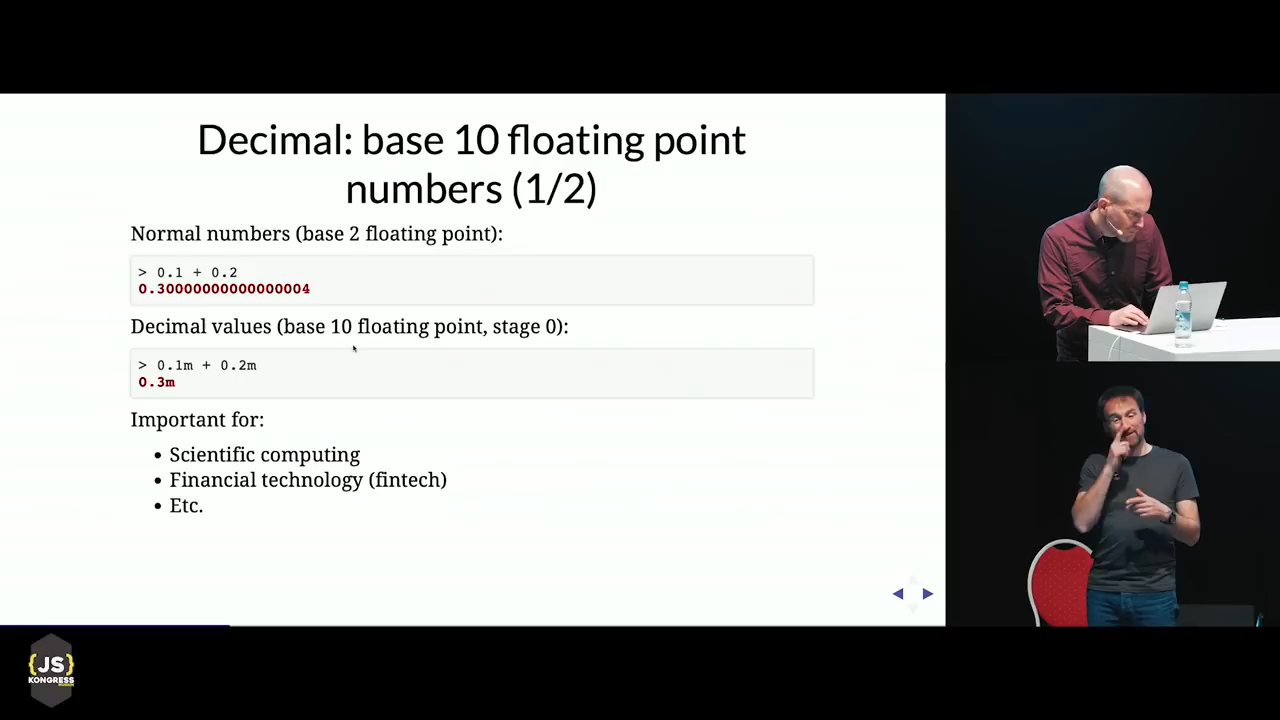 Decimal: base 10 floating point
numbers (1/2)
Normal numbers (base 2 floating point):
> 0.1 + 0.2
0.30000000000000004
Decimal values (base 10 floating point, stage 0):
> 0.1m + 0.2m
0.3m
Important for:
• Scientific computing
• Financial technology (fintech)
• Etc.
{JS}
KONGRESS